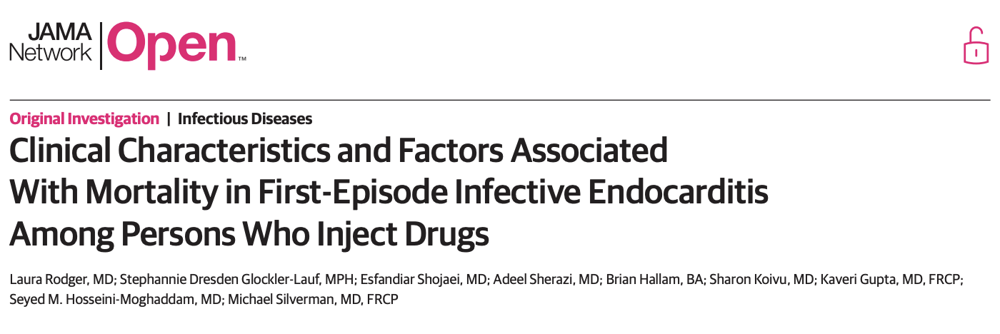 JAMA
Network
Open™
Original Investigation | Infectious Diseases
Clinical Characteristics and Factors Associated
With Mortality in First-Episode Infective Endocarditis
Among Persons Who Inject Drugs
Laura Rodger, MD; Stephannie Dresden Glockler-Lauf, MPH; Esfandiar Shojaei, MD; Adeel Sherazi, MD; Brian Hallam, BA; Sharon Koivu, MD; Kaveri Gupta, MD, FRCP;
Seyed M. Hosseini-Moghaddam, MD; Michael Silverman, MD, FRCP